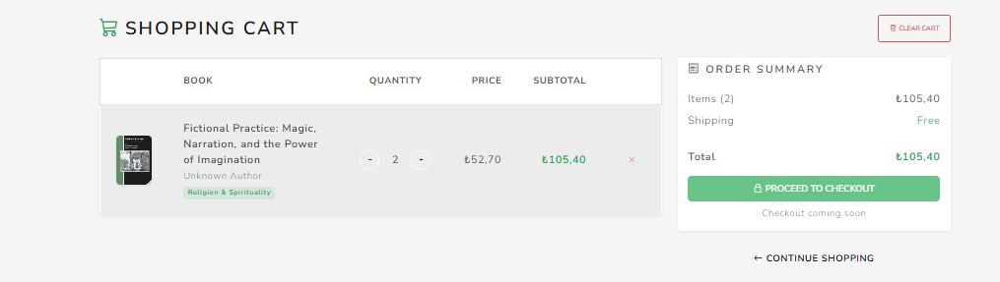 SHOPPING CART
CLEAR CART
BOOK QUANTITY PRICE SUBTOTAL
Fictional Practice: Magic,
Narration, and the Power
of Imagination
Unknown Author
Religion & Spirituality
- 2 +
₺52,70
₺105,40
×
ORDER SUMMARY
Items (2) ₺105,40
Shipping Free
Total ₺105,40
PROCEED TO CHECKOUT
Checkout coming soon
← CONTINUE SHOPPING